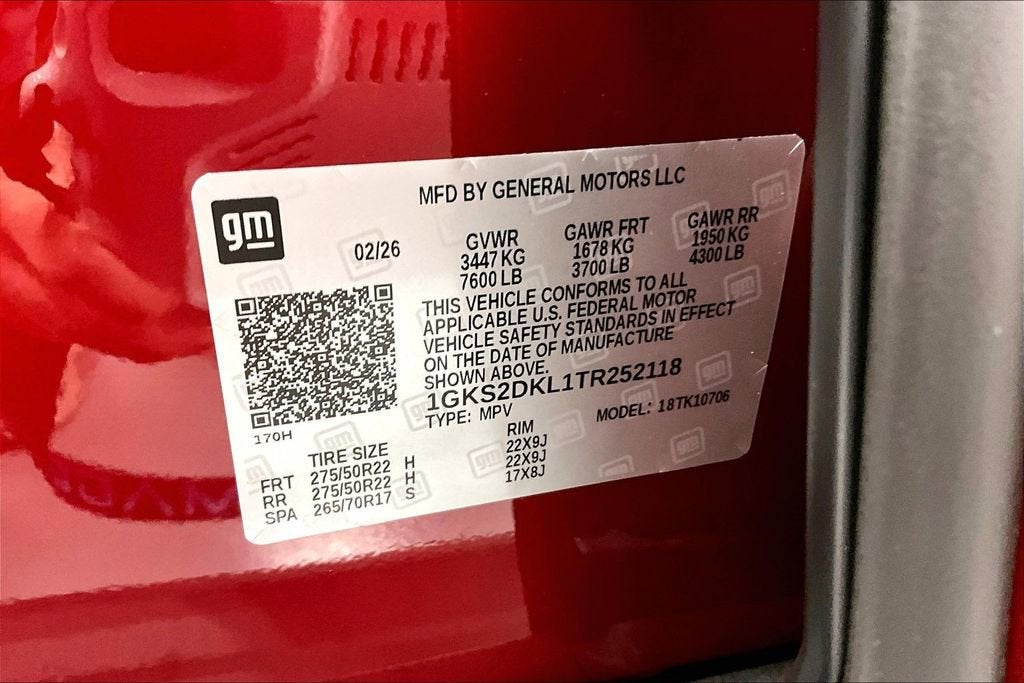 MFD BY GENERAL MOTORS LLC
gm
02/26
GVWR
3447 KG
7600 LB
GAWR FRT
1678 KG
3700 LB
GAWR RR
1950 KG
4300 LB
THIS VEHICLE CONFORMS TO ALL
APPLICABLE U.S. FEDERAL MOTOR
VEHICLE SAFETY STANDARDS IN EFFECT
ON THE DATE OF MANUFACTURE
SHOWN ABOVE.
1GKS2DKL1TR252118
TYPE: MPV MODEL: 18TK10706
170H
TIRE SIZE RIM
FRT 275/50R22 H 22X9J
RR 275/50R22 H 22X9J
SPA 265/70R17 S 17X8J